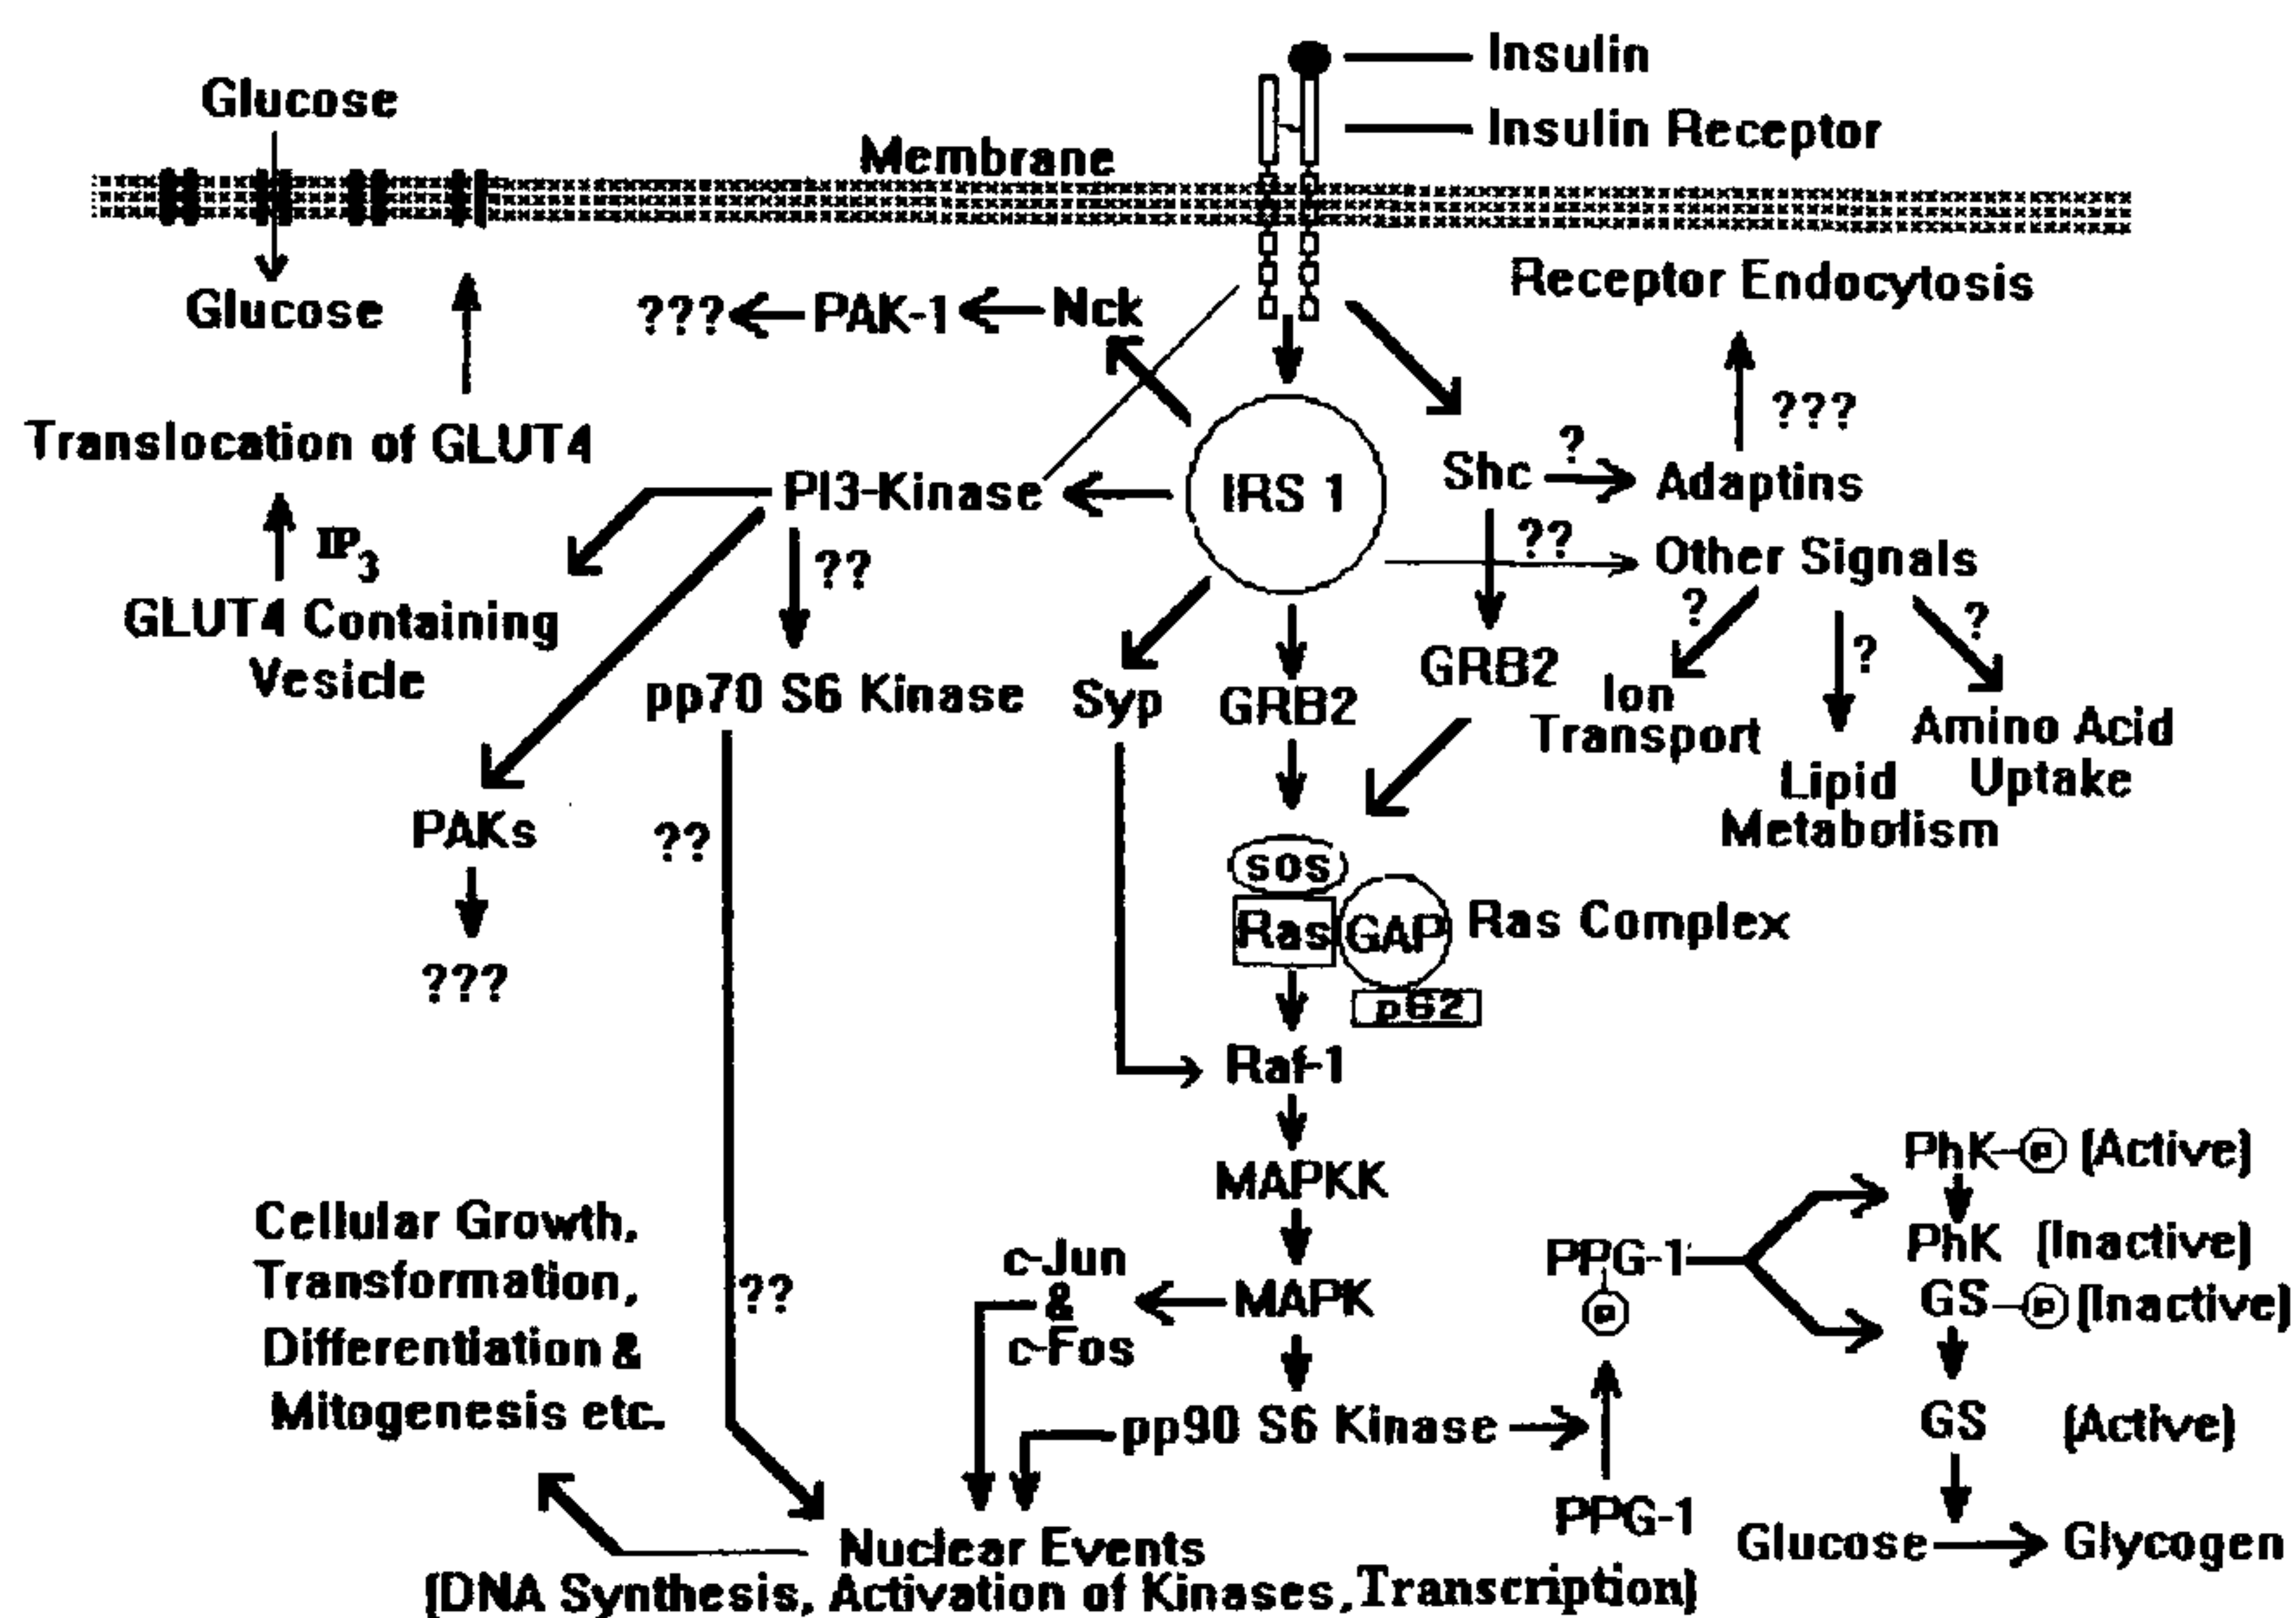 Insulin
Glucose
Insulin Receptor
Membrane
Receptor Endocytosis
Glucose
??? PAK-1 Nck
???
Translocation of GLUT4
?
Shc
Adaptins
PI3-Kinase
IRS 1
IP3
??
??
Other Signals
GLUT4 Containing
Vesicle
?
?
?
pp70 S6 Kinase
Syp
GRB2
GRB2
Ion
Transport
Amino Acid
Uptake
Lipid
Metabolism
PAKs
??
???
sos
Ras
GAP
Ras Complex
p62
Raf-1
MAPKK
PhK-P (Active)
PhK (Inactive)
GS-P (Inactive)
GS (Active)
Cellular Growth,
Transformation,
Differentiation &
Mitogenesis etc.
??
c-Jun
&
c-Fos
MAPK
PPG-1
P
pp90 S6 Kinase
PPG-1
Glucose
Glycogen
Nuclear Events
(DNA Synthesis, Activation of Kinases, Transcription)